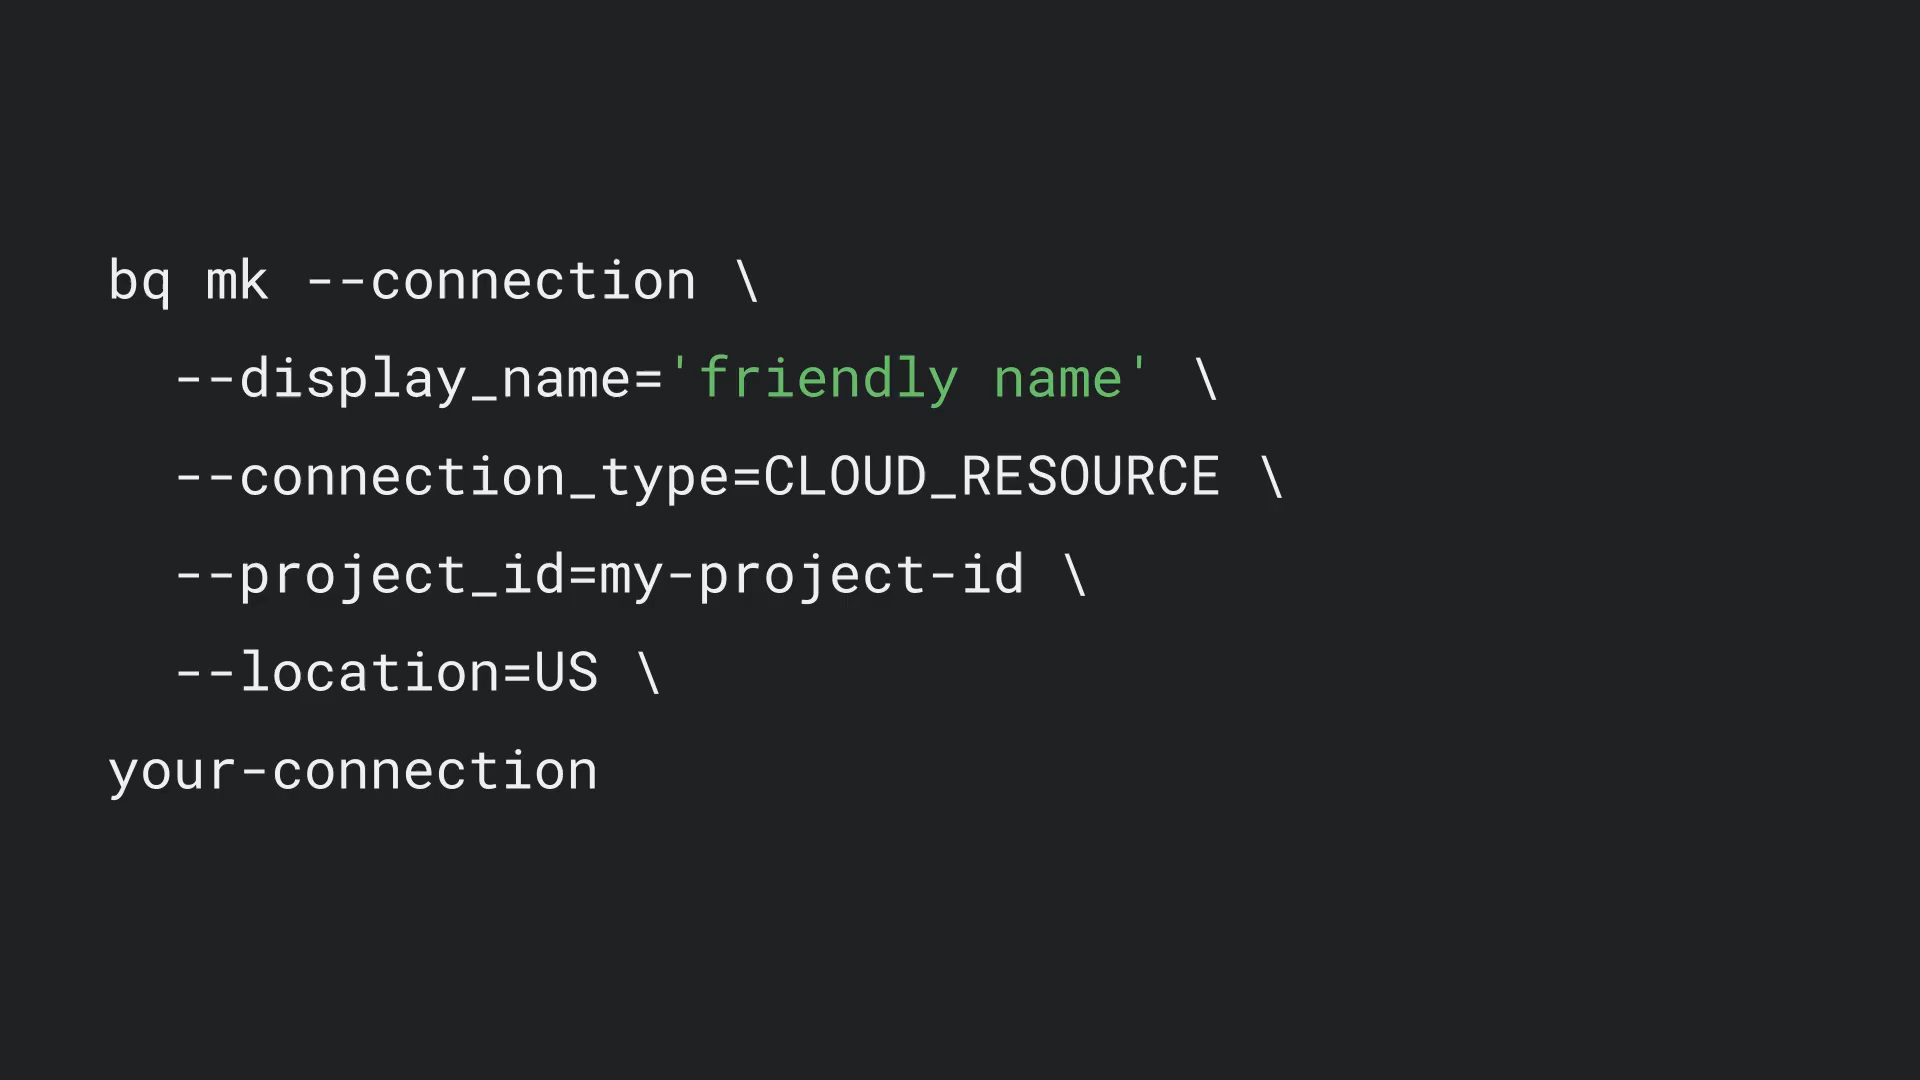 bq mk --connection \
--display_name='friendly name' \
--connection_type=CLOUD_RESOURCE \
--project_id=my-project-id \
--location=US \
your-connection